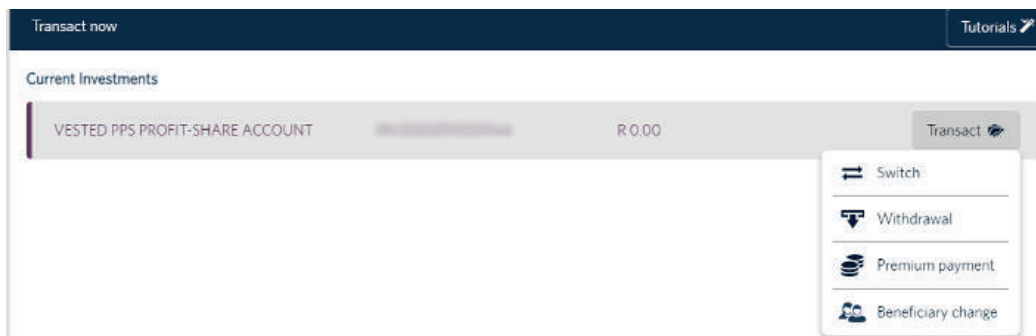 Transact now
Tutorials
Current Investments
VESTED PPS PROFIT-SHARE ACCOUNT R 0.00 Transact
Switch
Withdrawal
Premium payment
Beneficiary change